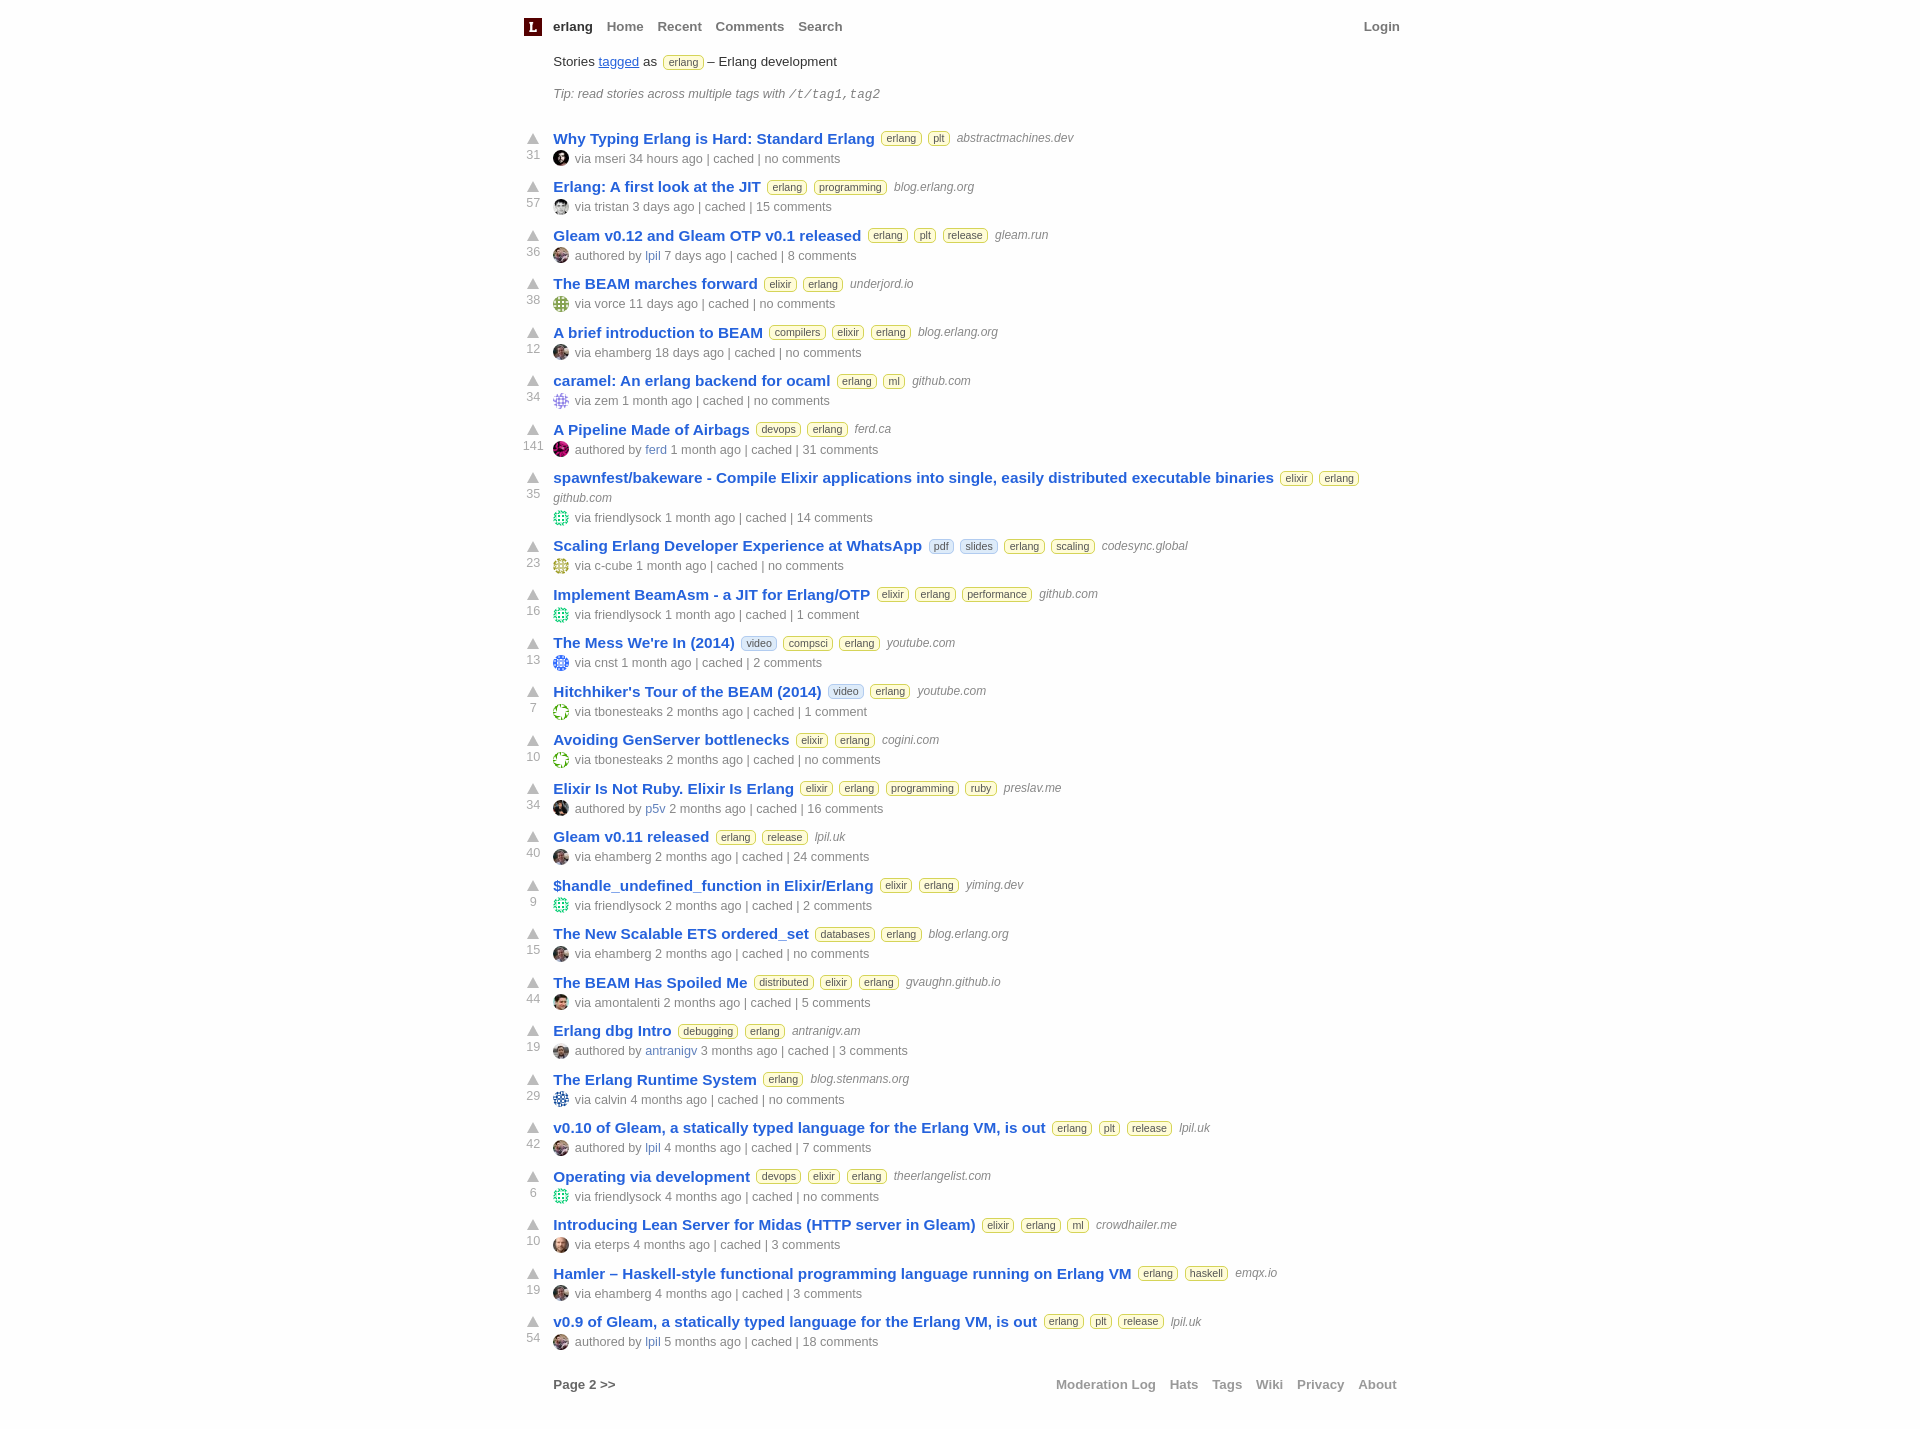 L erlang Home Recent Comments Search Login
Stories tagged as erlang – Erlang development
Tip: read stories across multiple tags with /t/tag1,tag2
Why Typing Erlang is Hard: Standard Erlang erlang plt abstractmachines.dev
31 via mseri 34 hours ago | cached | no comments
Erlang: A first look at the JIT erlang programming blog.erlang.org
57 via tristan 3 days ago | cached | 15 comments
Gleam v0.12 and Gleam OTP v0.1 released erlang plt release gleam.run
36 authored by lpil 7 days ago | cached | 8 comments
The BEAM marches forward elixir erlang underjord.io
38 via vorce 11 days ago | cached | no comments
A brief introduction to BEAM compilers elixir erlang blog.erlang.org
12 via ehamberg 18 days ago | cached | no comments
caramel: An erlang backend for ocaml erlang ml github.com
34 via zem 1 month ago | cached | no comments
A Pipeline Made of Airbags devops erlang ferd.ca
141 authored by ferd 1 month ago | cached | 31 comments
spawnfest/bakeware - Compile Elixir applications into single, easily distributed executable binaries elixir erlang
35 github.com
via friendlysock 1 month ago | cached | 14 comments
Scaling Erlang Developer Experience at WhatsApp pdf slides erlang scaling codesync.global
23 via c-cube 1 month ago | cached | no comments
Implement BeamAsm - a JIT for Erlang/OTP elixir erlang performance github.com
16 via friendlysock 1 month ago | cached | 1 comment
The Mess We're In (2014) video compsci erlang youtube.com
13 via cnst 1 month ago | cached | 2 comments
Hitchhiker's Tour of the BEAM (2014) video erlang youtube.com
7 via tbonesteaks 2 months ago | cached | 1 comment
Avoiding GenServer bottlenecks elixir erlang cogini.com
10 via tbonesteaks 2 months ago | cached | no comments
Elixir Is Not Ruby. Elixir Is Erlang elixir erlang programming ruby preslav.me
34 authored by p5v 2 months ago | cached | 16 comments
Gleam v0.11 released erlang release lpil.uk
40 via ehamberg 2 months ago | cached | 24 comments
$handle_undefined_function in Elixir/Erlang elixir erlang yiming.dev
9 via friendlysock 2 months ago | cached | 2 comments
The New Scalable ETS ordered_set databases erlang blog.erlang.org
15 via ehamberg 2 months ago | cached | no comments
The BEAM Has Spoiled Me distributed elixir erlang gvaughn.github.io
44 via amontalenti 2 months ago | cached | 5 comments
Erlang dbg Intro debugging erlang antranigv.am
19 authored by antranigv 3 months ago | cached | 3 comments
The Erlang Runtime System erlang blog.stenmans.org
29 via calvin 4 months ago | cached | no comments
v0.10 of Gleam, a statically typed language for the Erlang VM, is out erlang plt release lpil.uk
42 authored by lpil 4 months ago | cached | 7 comments
Operating via development devops elixir erlang theerlangelist.com
6 via friendlysock 4 months ago | cached | no comments
Introducing Lean Server for Midas (HTTP server in Gleam) elixir erlang ml crowdhailer.me
10 via eterps 4 months ago | cached | 3 comments
Hamler – Haskell-style functional programming language running on Erlang VM erlang haskell emqx.io
19 via ehamberg 4 months ago | cached | 3 comments
v0.9 of Gleam, a statically typed language for the Erlang VM, is out erlang plt release lpil.uk
54 authored by lpil 5 months ago | cached | 18 comments
Page 2 >> Moderation Log Hats Tags Wiki Privacy About